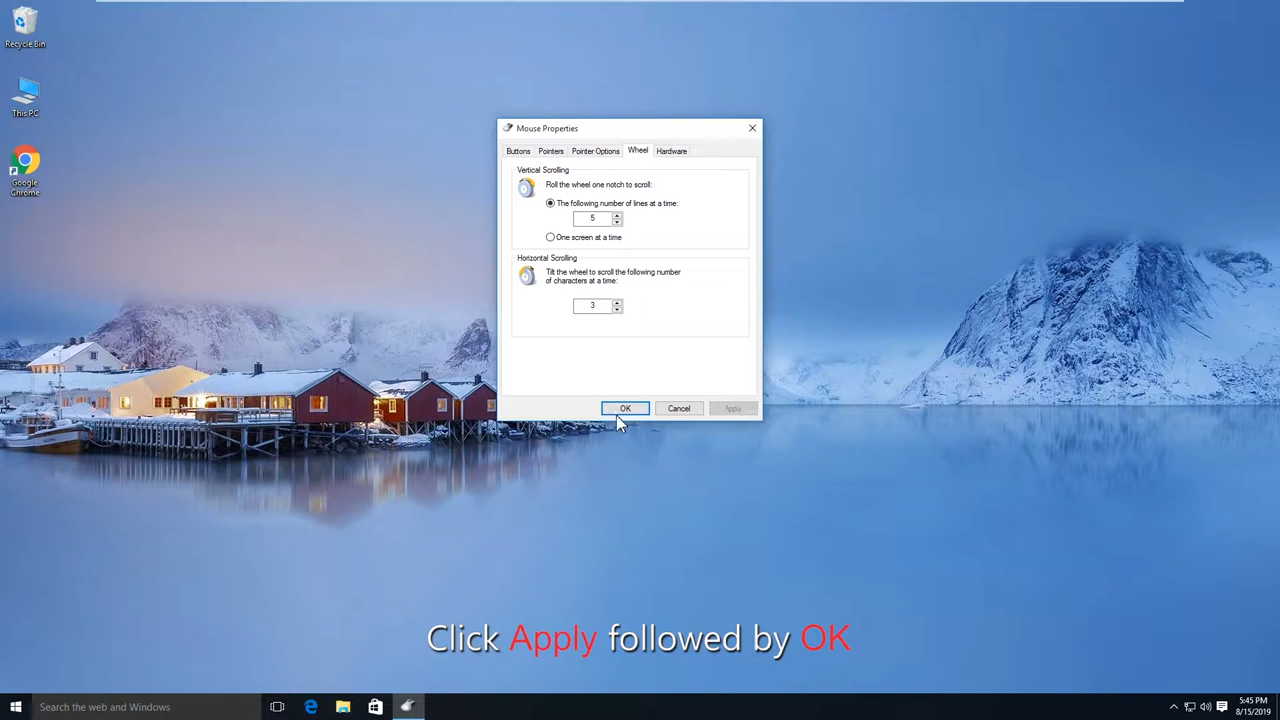 Recycle Bin
This PC
Google
Chrome
Mouse Properties
Buttons Pointers Pointer Options Wheel Hardware
Vertical Scrolling
Roll the wheel one notch to scroll:
The following number of lines at a time:
5
One screen at a time
Horizontal Scrolling
Tilt the wheel to scroll the following number
of characters at a time:
3
OK Cancel Apply
Click Apply followed by OK
Search the web and Windows
5:45 PM
8/15/2019